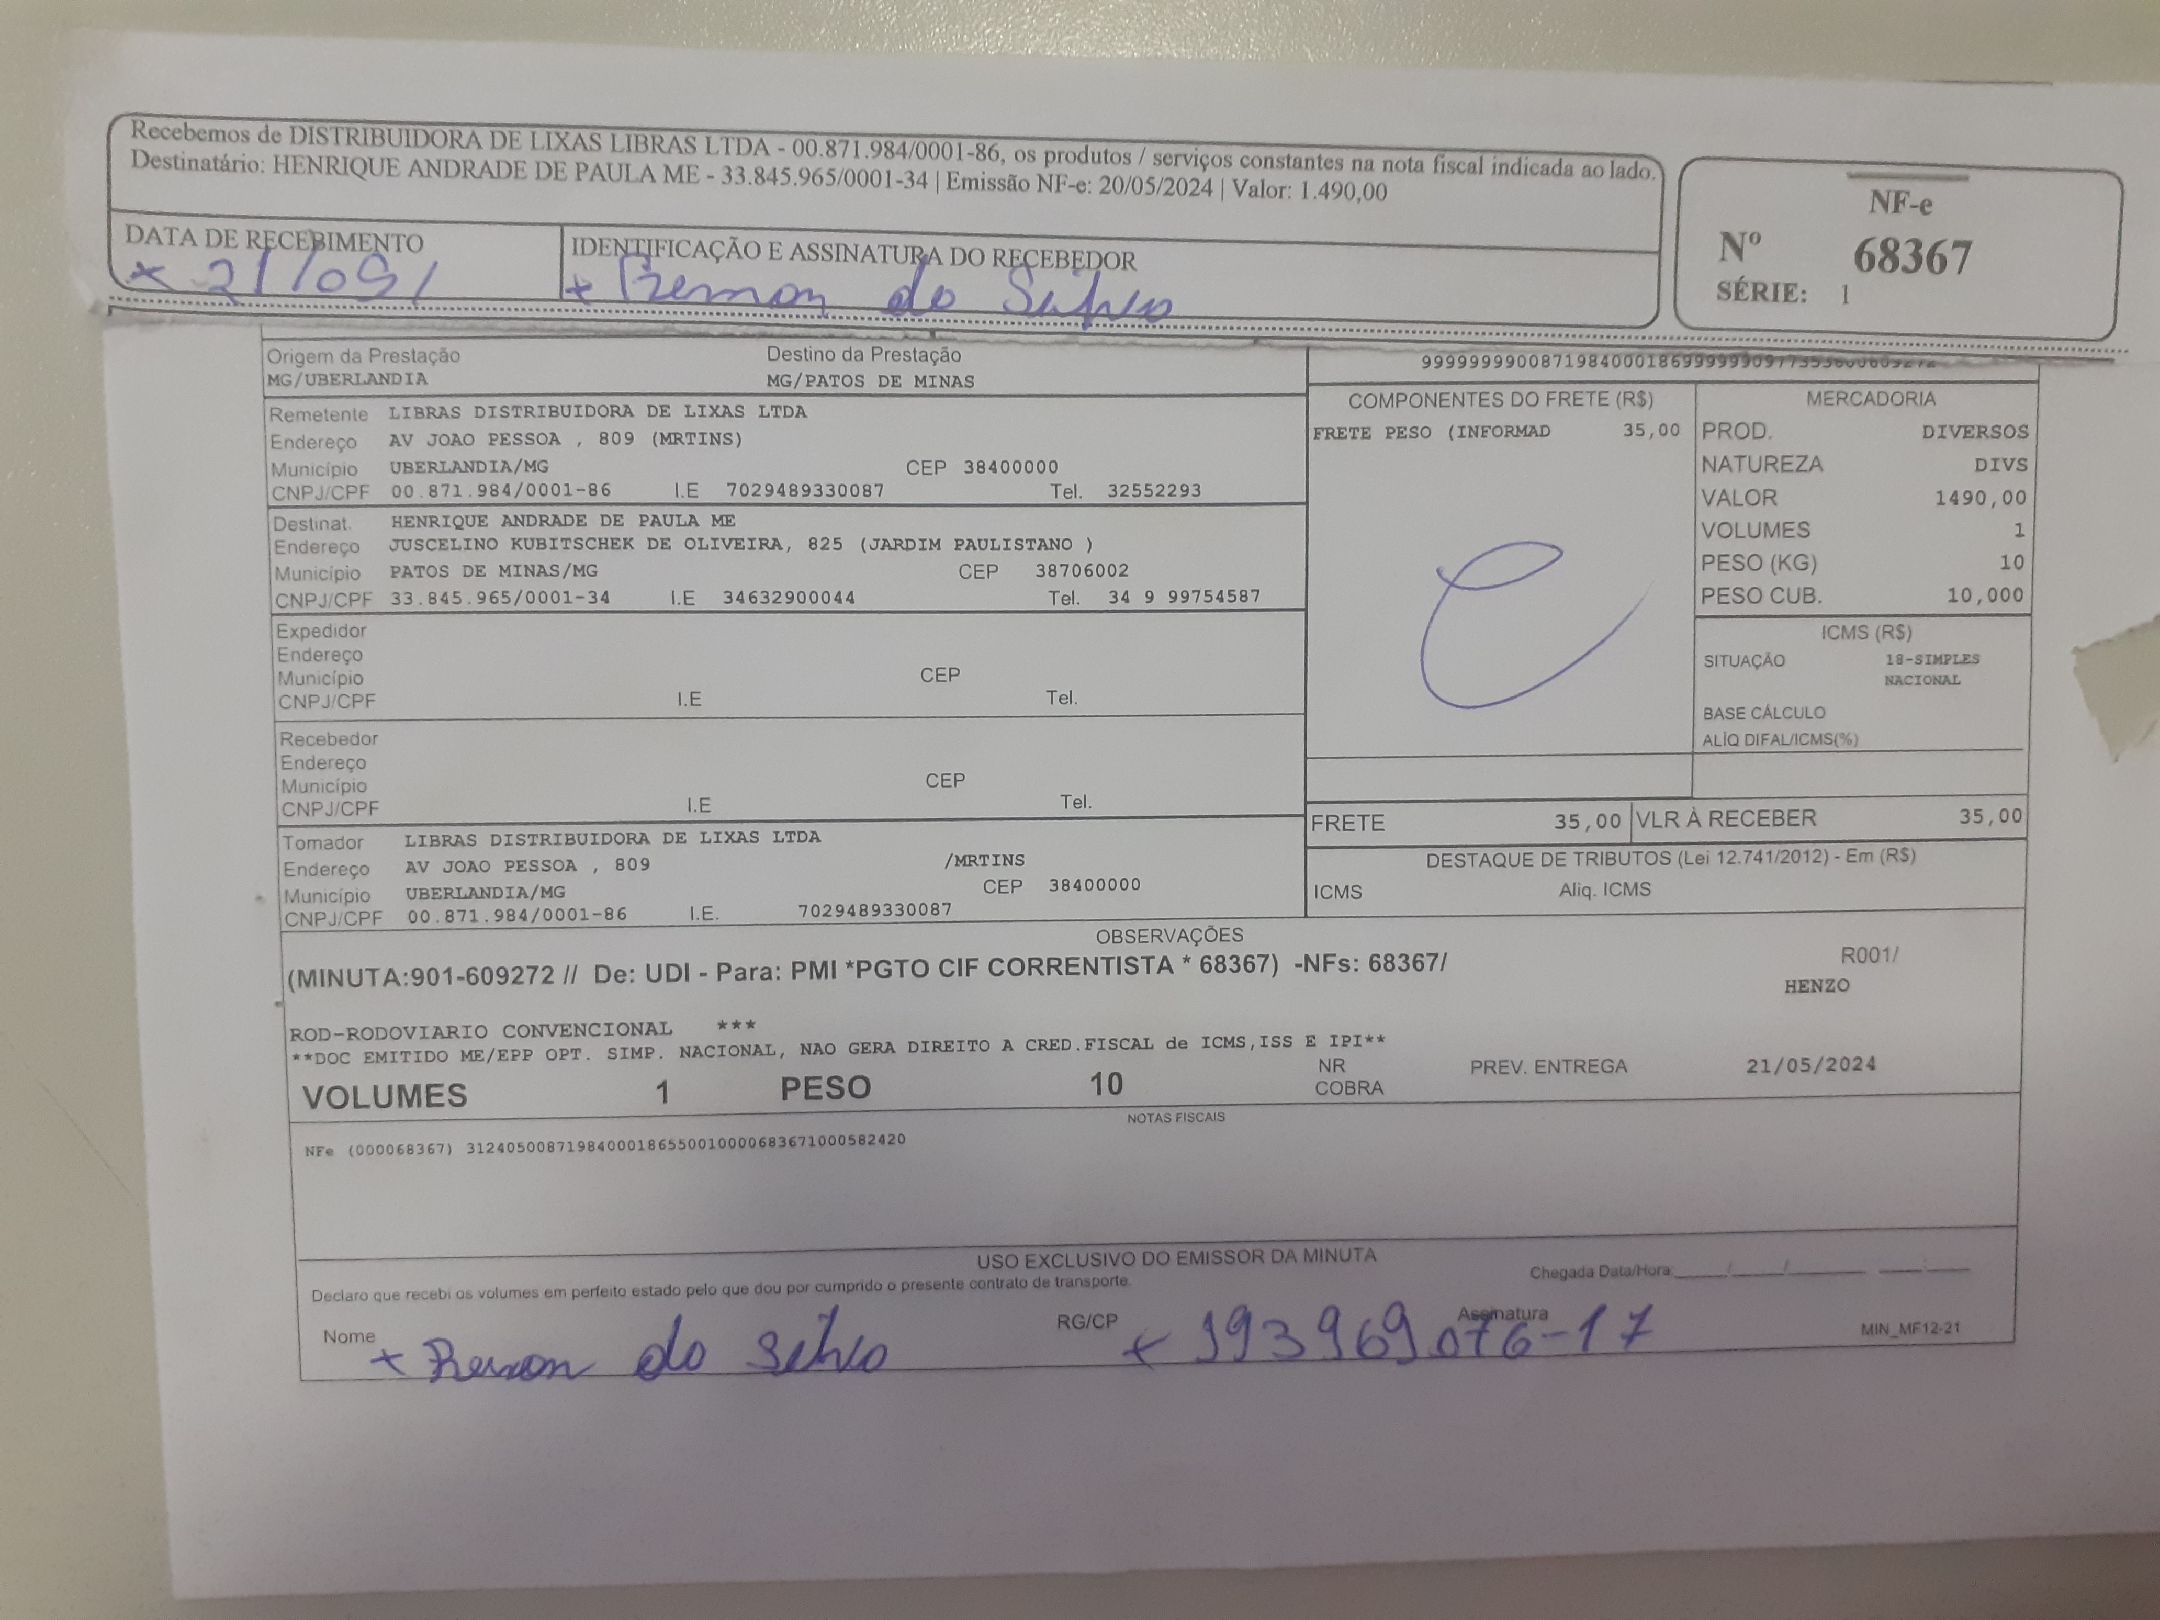 Recebemos de DISTRIBUIDORA DE LIXAS LIBRAS LTDA - 00.871.984/0001-86, os produtos / serviços constantes na nota fiscal indicada ao lado.
Destinatário: HENRIQUE ANDRADE DE PAULA ME - 33.845.965/0001-34 | Emissão NF-e: 20/05/2024 | Valor: 1.490,00
NF-e
Nº 68367
SÉRIE: 1
DATA DE RECEBIMENTO
IDENTIFICAÇÃO E ASSINATURA DO RECEBEDOR
x 21/05/
x do Silva
Origem da Prestação Destino da Prestação
MG/UBERLANDIA MG/PATOS DE MINAS
Remetente LIBRAS DISTRIBUIDORA DE LIXAS LTDA
Endereço AV JOAO PESSOA , 809 (MRTINS)
Município UBERLANDIA/MG CEP 38400000
CNPJ/CPF 00.871.984/0001-86 I.E 7029489330087 Tel. 32552293
Destinat. HENRIQUE ANDRADE DE PAULA ME
Endereço JUSCELINO KUBITSCHEK DE OLIVEIRA, 825 (JARDIM PAULISTANO )
Município PATOS DE MINAS/MG CEP 38706002
CNPJ/CPF 33.845.965/0001-34 I.E 34632900044 Tel. 34 9 99754587
Expedidor
Endereço
Município CEP
CNPJ/CPF I.E Tel.
Recebedor
Endereço
Município CEP
CNPJ/CPF I.E Tel.
Tomador LIBRAS DISTRIBUIDORA DE LIXAS LTDA
Endereço AV JOAO PESSOA , 809 /MRTINS
Município UBERLANDIA/MG CEP 38400000
CNPJ/CPF 00.871.984/0001-86 I.E. 7029489330087
COMPONENTES DO FRETE (R$)
FRETE PESO (INFORMAD 35,00
MERCADORIA
PROD. DIVERSOS
NATUREZA DIVS
VALOR 1490,00
VOLUMES 1
PESO (KG) 10
PESO CUB. 10,000
ICMS (R$)
SITUAÇÃO 18-SIMPLES
NACIONAL
BASE CÁLCULO
ALÍQ DIFAL/ICMS(%)
FRETE 35,00 VLR À RECEBER 35,00
DESTAQUE DE TRIBUTOS (Lei 12.741/2012) - Em (R$)
ICMS Aliq. ICMS
OBSERVAÇÕES
(MINUTA:901-609272 // De: UDI - Para: PMI *PGTO CIF CORRENTISTA * 68367) -NFs: 68367/
R001/
HENZO
ROD-RODOVIARIO CONVENCIONAL ***
**DOC EMITIDO ME/EPP OPT. SIMP. NACIONAL, NAO GERA DIREITO A CRED.FISCAL de ICMS,ISS E IPI**
VOLUMES 1 PESO 10
NR
COBRA
PREV. ENTREGA 21/05/2024
NOTAS FISCAIS
NFe (000068367) 31240500871984000186550010000683671000582420
USO EXCLUSIVO DO EMISSOR DA MINUTA
Declaro que recebi os volumes em perfeito estado pelo que dou por cumprido o presente contrato de transporte.
Chegada Data/Hora:____/____/____ ____:____
Nome x do Silva RG/CP x 193969076-17 Assinatura
MIN_MF12-21